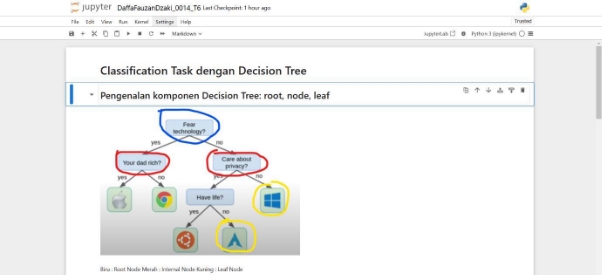 jupyter DaffaFauzanDzaki_0014_T6 Last Checkpoint: 1 hour ago
File Edit View Run Kernel Settings Help Trusted
Markdown JupyterLab Python 3 (ipykernel)
Classification Task dengan Decision Tree
Pengenalan komponen Decision Tree: root, node, leaf
Fear
technology?
yes no
Your dad rich? Care about
privacy?
yes no yes no
Have life?
yes no
Biru : Root Node Merah : Internal Node Kuning : Leaf Node